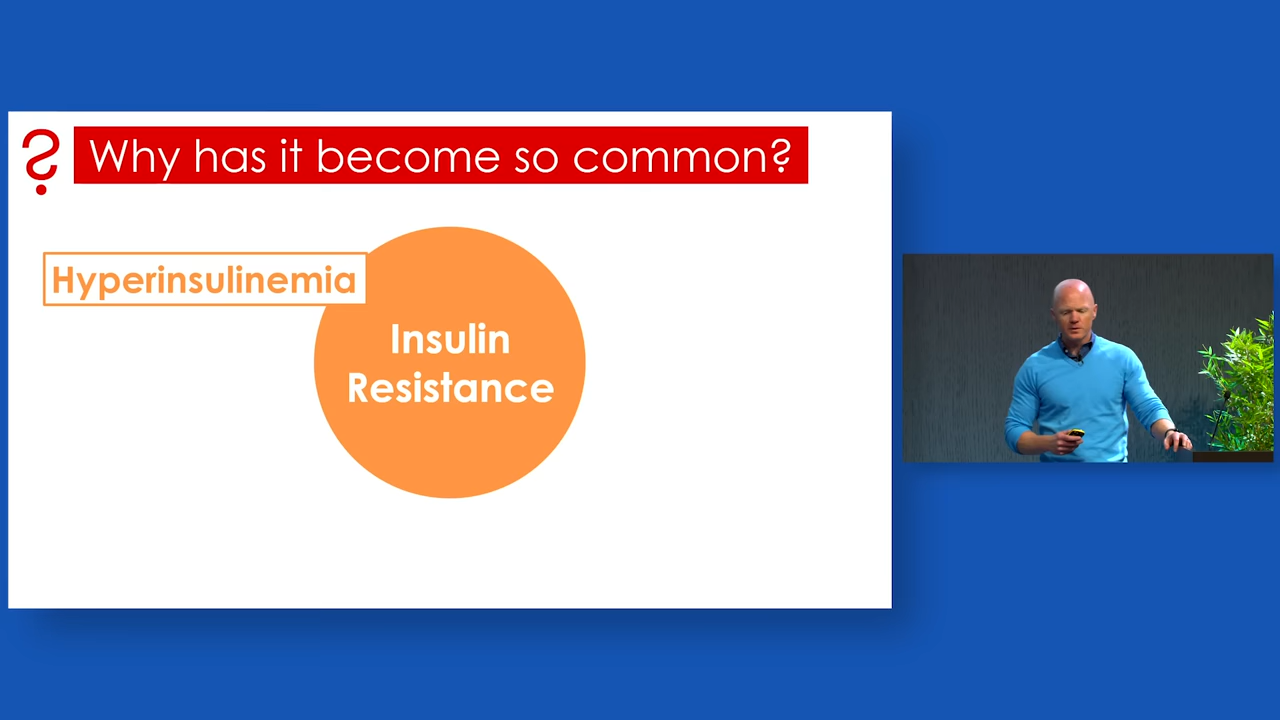 ? Why has it become so common?
Hyperinsulinemia
Insulin
Resistance